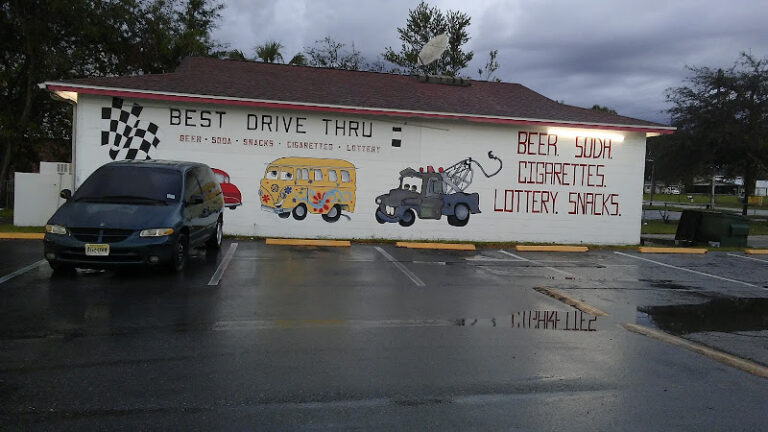 BEST DRIVE THRU
BEER · SODA · SNACKS · CIGARETTES · LOTTERY
BEER. SODA.
CIGARETTES.
LOTTERY. SNACKS.